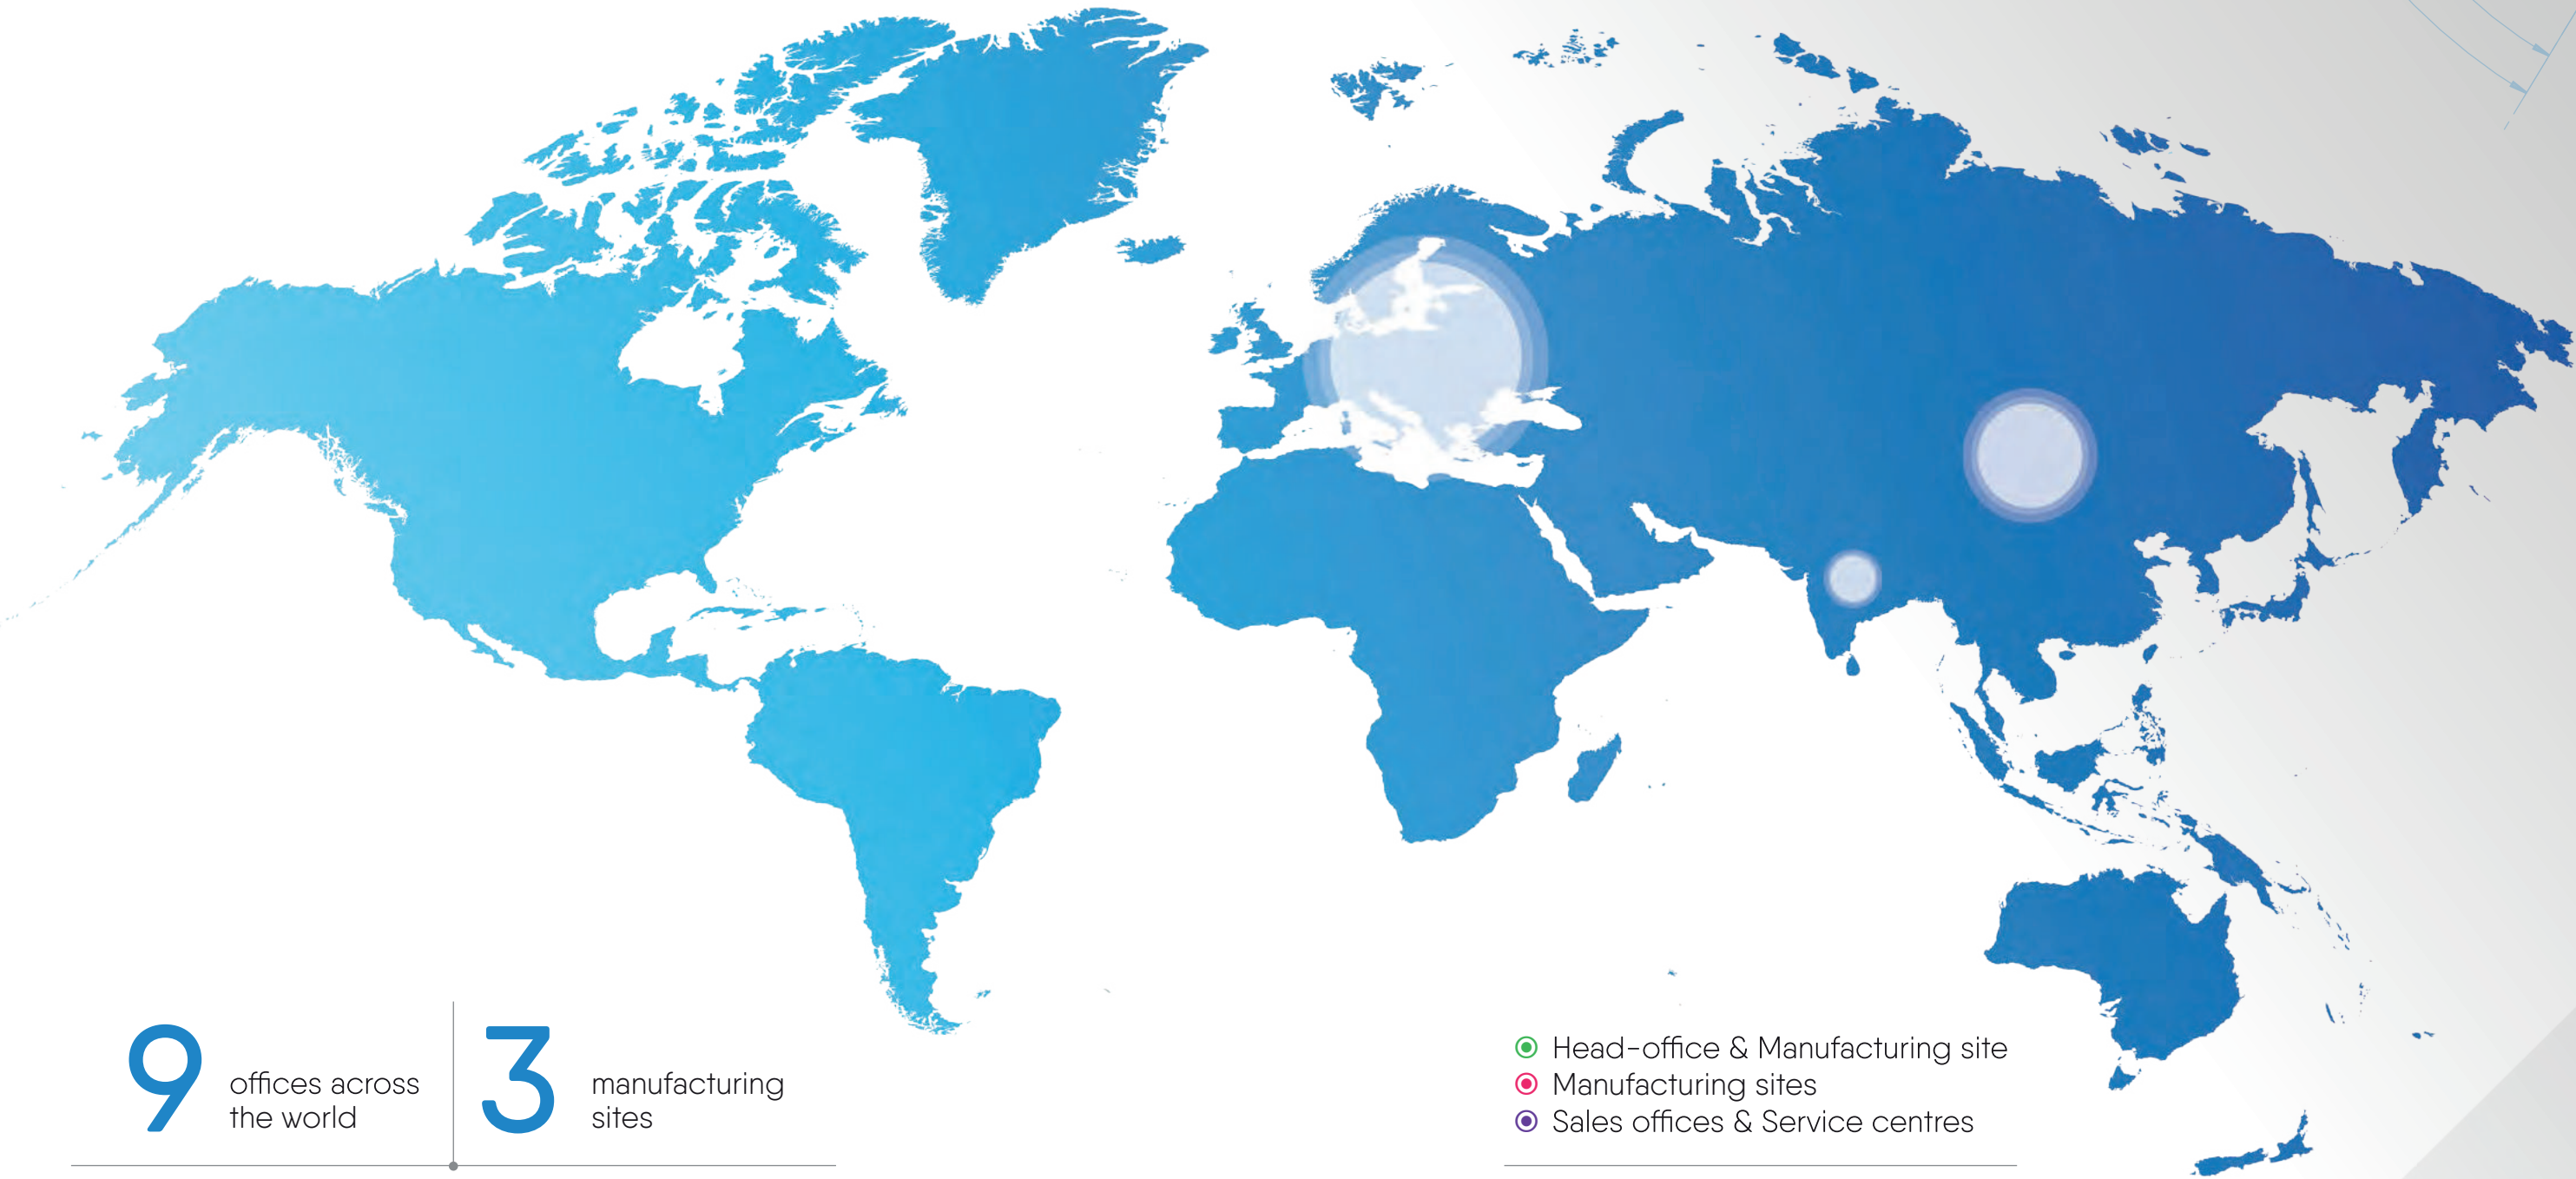 9
offices across
the world
3
manufacturing
sites
Head-office & Manufacturing site
Manufacturing sites
Sales offices & Service centres